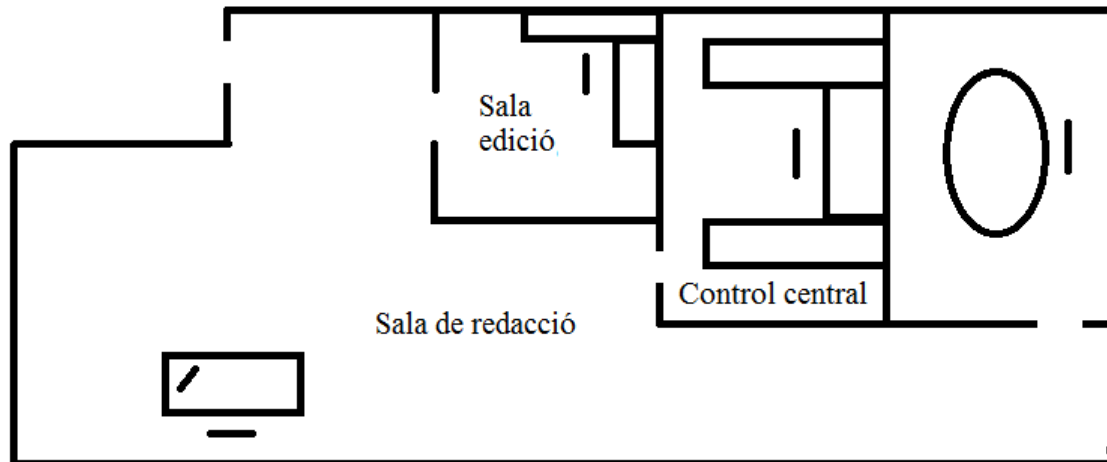 Sala
edició
Control central
Sala de redacció